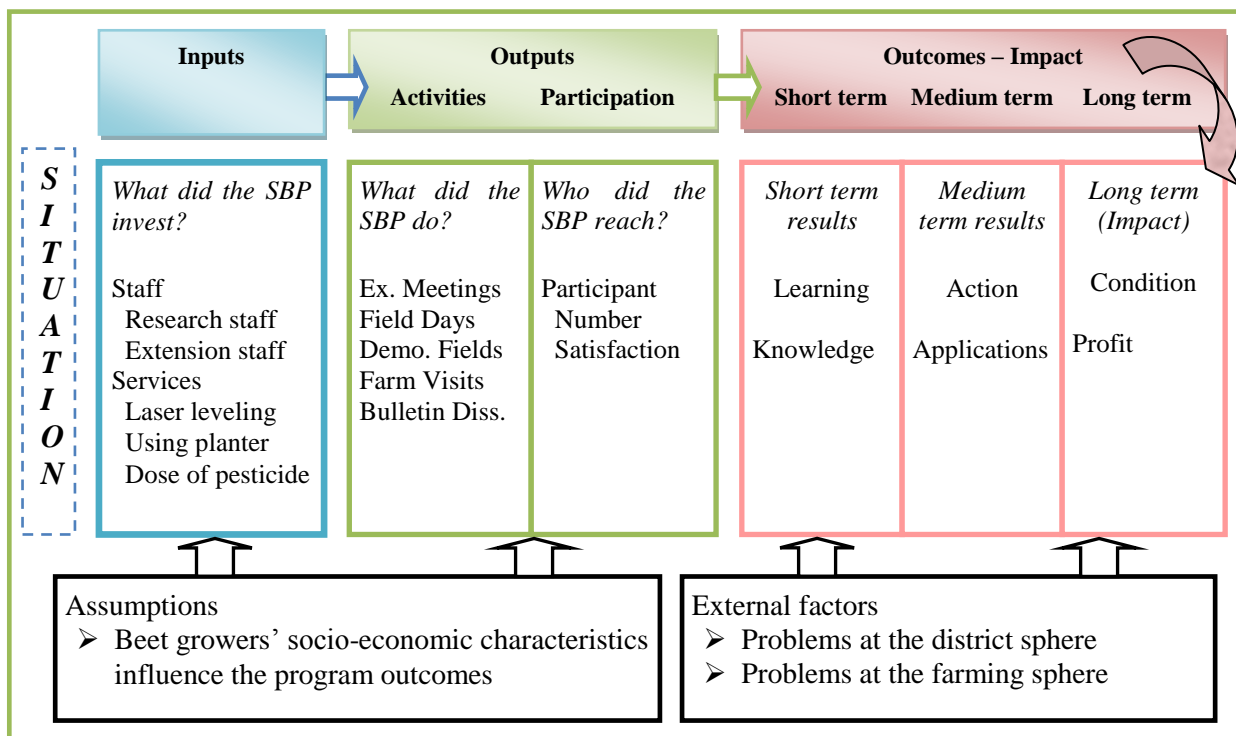 Inputs
Outputs
Activities Participation
Outcomes – Impact
Short term Medium term Long term
SITUATION
What did the SBP
invest?
Staff
Research staff
Extension staff
Services
Laser leveling
Using planter
Dose of pesticide
What did the
SBP do?
Ex. Meetings
Field Days
Demo. Fields
Farm Visits
Bulletin Diss.
Who did the
SBP reach?
Participant
Number
Satisfaction
Short term
results
Learning
Knowledge
Medium
term results
Action
Applications
Long term
(Impact)
Condition
Profit
Assumptions
➢ Beet growers’ socio-economic characteristics
influence the program outcomes
External factors
➢ Problems at the district sphere
➢ Problems at the farming sphere